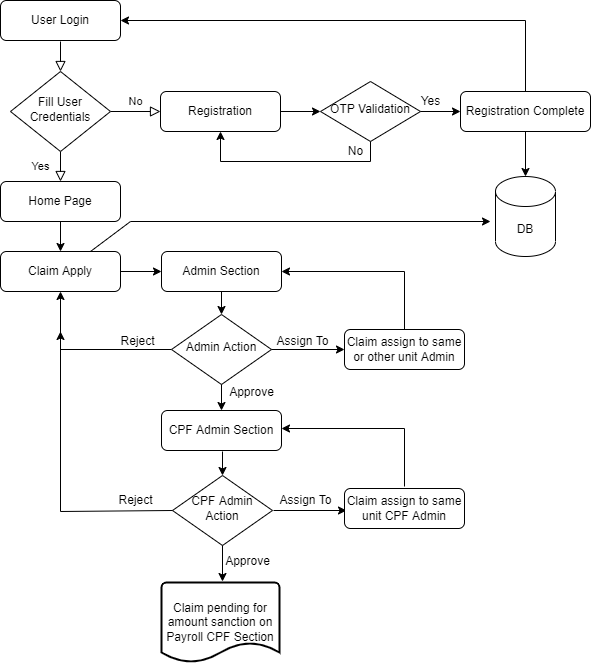 User Login
Fill User
Credentials
No
Registration
OTP Validation
Yes
Registration Complete
No
Yes
Home Page
DB
Claim Apply
Admin Section
Reject
Admin Action
Assign To
Claim assign to same
or other unit Admin
Approve
CPF Admin Section
Reject
CPF Admin
Action
Assign To
Claim assign to same
unit CPF Admin
Approve
Claim pending for
amount sanction on
Payroll CPF Section